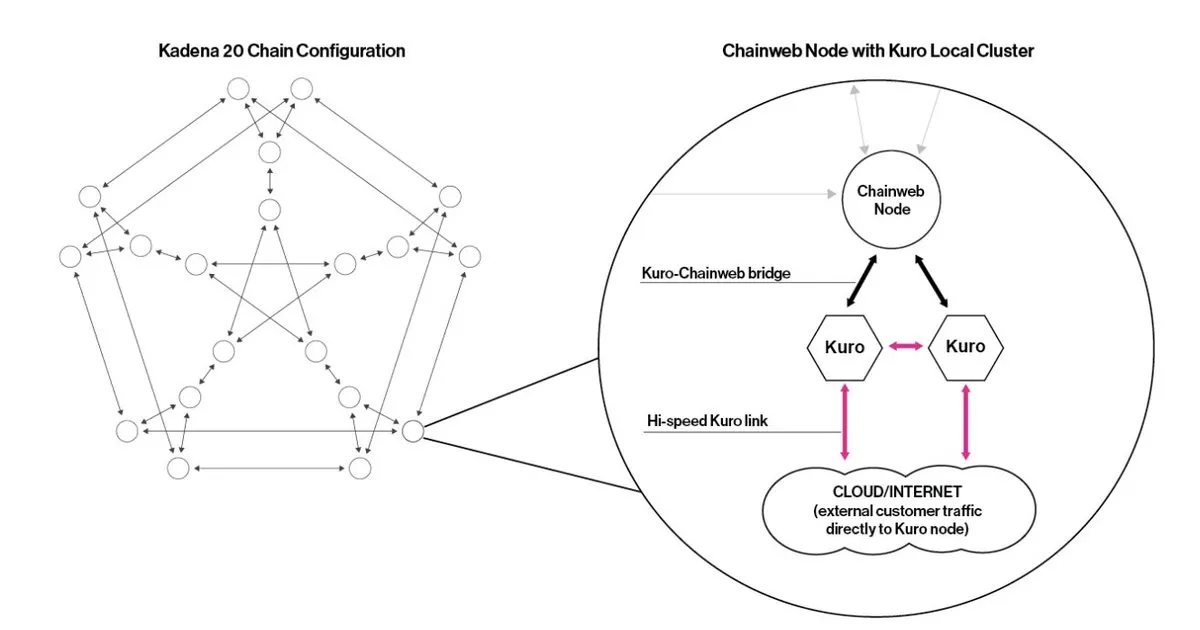 Kadena 20 Chain Configuration
Chainweb Node with Kuro Local Cluster
Chainweb
Node
Kuro-Chainweb bridge
Kuro
Kuro
Hi-speed Kuro link
CLOUD/INTERNET
(external customer traffic
directly to Kuro node)